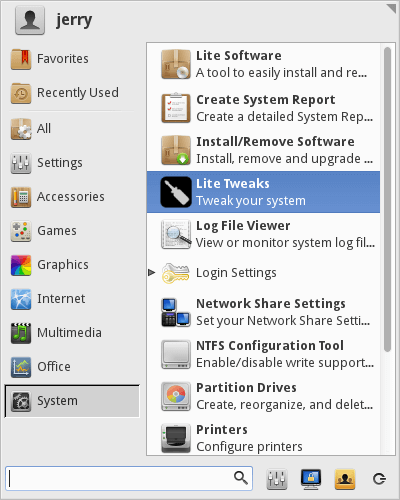 jerry
Favorites
Recently Used
All
Settings
Accessories
Games
Graphics
Internet
Multimedia
Office
System
Lite Software
A tool to easily install and re...
Create System Report
Create a detailed System Rep...
Install/Remove Software
Install, remove and upgrade ...
Lite Tweaks
Tweak your system
Log File Viewer
View or monitor system log fil...
Login Settings
Network Share Settings
Set your Network Share Setti...
NTFS Configuration Tool
Enable/disable write support...
Partition Drives
Create, reorganize, and delet...
Printers
Configure printers